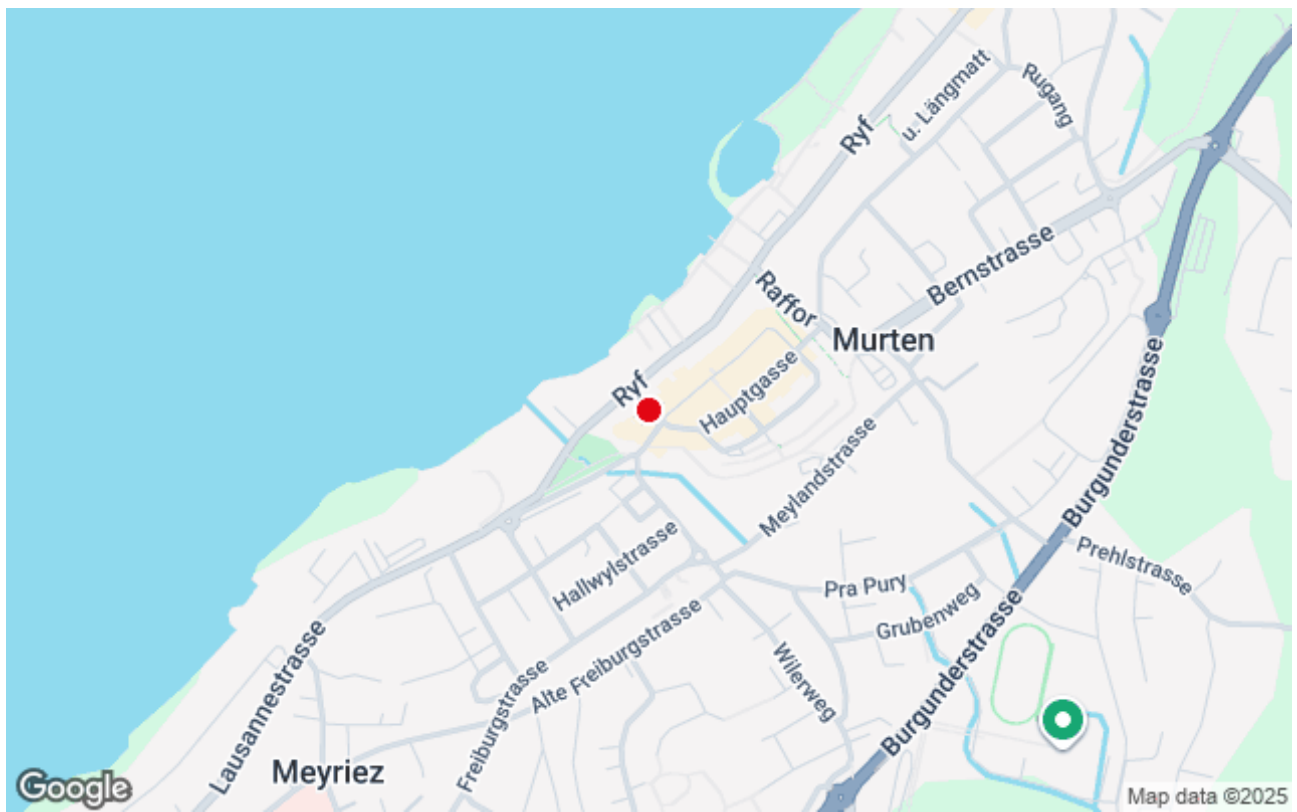 u. Längmatt
Rugang
Ryf
Bernstrasse
Raffor
Murten
Hauptgasse
Ryf
Burgunderstrasse
Meylandstrasse
Prehlstrasse
Hallwylstrasse
Pra Pury
Grubenweg
Alte Freiburgstrasse
Lausannestrasse
Freiburgstrasse
Wilerweg
Burgunderstrasse
Meyriez
Google
Map data ©2025